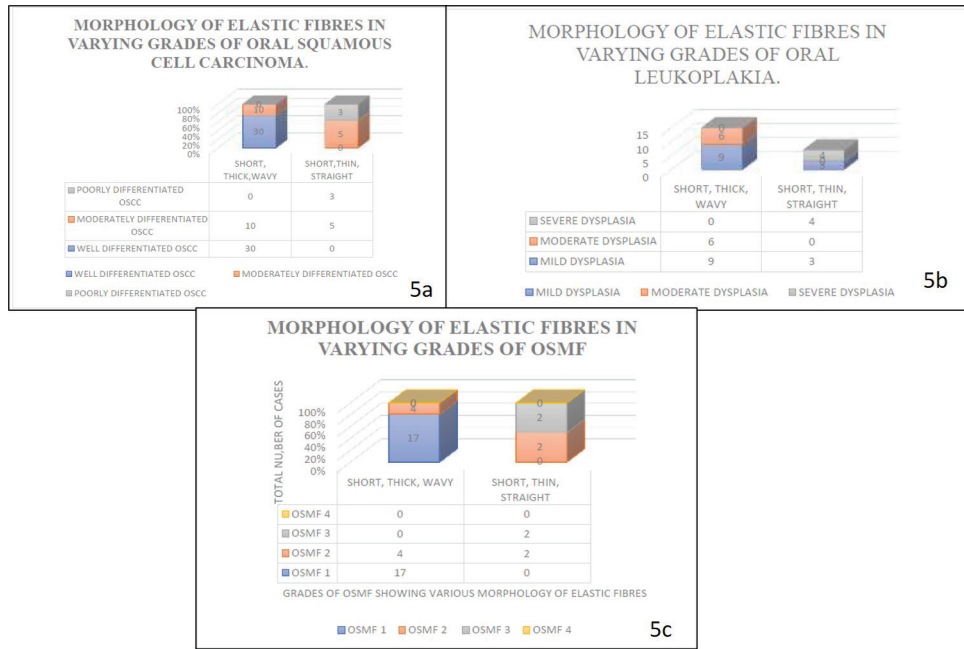 MORPHOLOGY OF ELASTIC FIBRES IN
VARYING GRADES OF ORAL SQUAMOUS
CELL CARCINOMA.
100%
80%
60%
40%
20%
0%
0
10
30
3
5
0
SHORT,
THICK,WAVY
SHORT,THIN,
STRAIGHT
POORLY DIFFERENTIATED
OSCC
0
3
MODERATELY DIFFERENTIATED
OSCC
10
5
WELL DIFFERENTIATED OSCC
30
0
WELL DIFFERENTIATED OSCC
MODERATELY DIFFERENTIATED OSCC
POORLY DIFFERENTIATED OSCC
5a
MORPHOLOGY OF ELASTIC FIBRES IN
VARYING GRADES OF ORAL
LEUKOPLAKIA.
15
10
5
0
0
6
9
4
0
3
SHORT, THICK,
WAVY
SHORT, THIN,
STRAIGHT
SEVERE DYSPLASIA
0
4
MODERATE DYSPLASIA
6
0
MILD DYSPLASIA
9
3
MILD DYSPLASIA
MODERATE DYSPLASIA
SEVERE DYSPLASIA
5b
MORPHOLOGY OF ELASTIC FIBRES IN
VARYING GRADES OF OSMF
TOTAL NU,BER OF CASES
100%
80%
60%
40%
20%
0%
0
4
17
0
2
2
0
SHORT, THICK, WAVY
SHORT, THIN,
STRAIGHT
OSMF 4
0
0
OSMF 3
0
2
OSMF 2
4
2
OSMF 1
17
0
GRADES OF OSMF SHOWING VARIOUS MORPHOLOGY OF ELASTIC FIBRES
OSMF 1
OSMF 2
OSMF 3
OSMF 4
5c